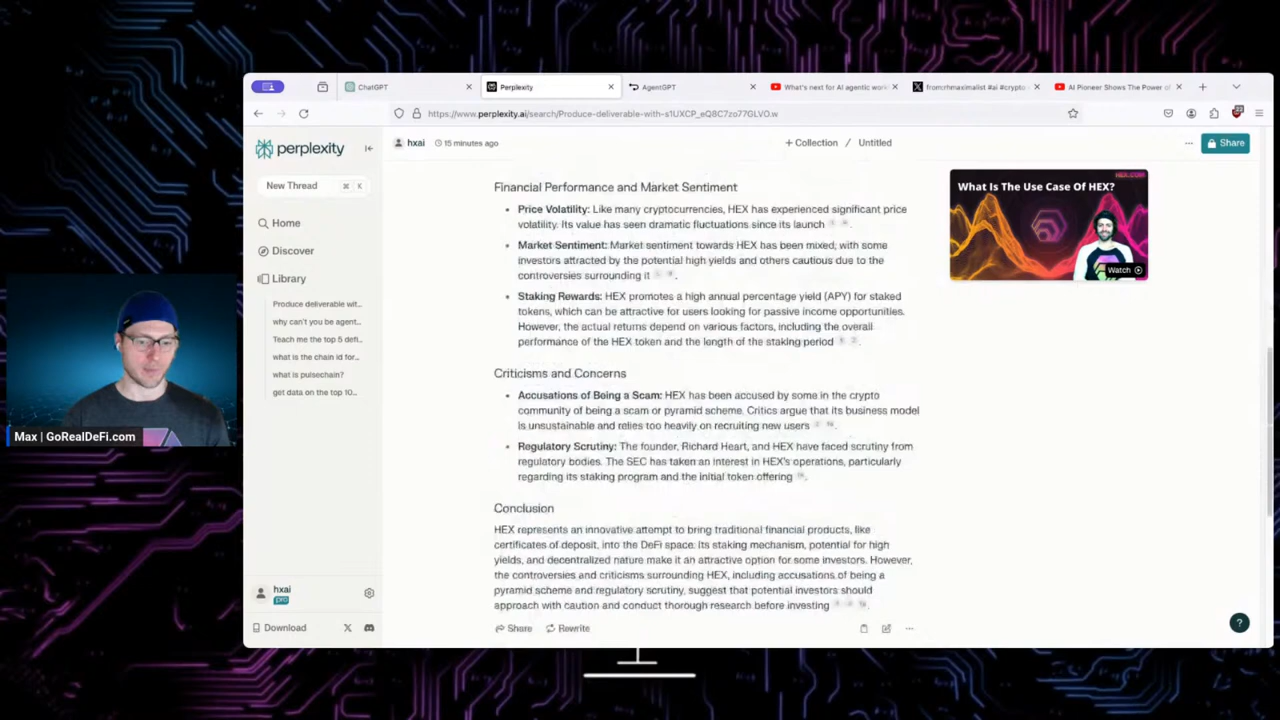 ChatGPT
Perplexity
AgentGPT
What's next for AI agentic work
from:rhmaximalist #ai #crypto
AI Pioneer Shows The Power of
https://www.perplexity.ai/search/Produce-deliverable-with-s1UXCP_eQ8C7zo77GLVO.w
perplexity
hxai 15 minutes ago
+ Collection / Untitled
... Share
New Thread ⌘ K
Home
Discover
Library
Produce deliverable wit...
why can't you be agent...
Teach me the top 5 defi...
what is the chain id for...
what is pulsechain?
get data on the top 10...
hxai
pro
Download
Financial Performance and Market Sentiment
• Price Volatility: Like many cryptocurrencies, HEX has experienced significant price
volatility. Its value has seen dramatic fluctuations since its launch
• Market Sentiment: Market sentiment towards HEX has been mixed, with some
investors attracted by the potential high yields and others cautious due to the
controversies surrounding it .
• Staking Rewards: HEX promotes a high annual percentage yield (APY) for staked
tokens, which can be attractive for users looking for passive income opportunities.
However, the actual returns depend on various factors, including the overall
performance of the HEX token and the length of the staking period .
Criticisms and Concerns
• Accusations of Being a Scam: HEX has been accused by some in the crypto
community of being a scam or pyramid scheme. Critics argue that its business model
is unsustainable and relies too heavily on recruiting new users .
• Regulatory Scrutiny: The founder, Richard Heart, and HEX have faced scrutiny from
regulatory bodies. The SEC has taken an interest in HEX's operations, particularly
regarding its staking program and the initial token offering .
Conclusion
HEX represents an innovative attempt to bring traditional financial products, like
certificates of deposit, into the DeFi space. Its staking mechanism, potential for high
yields, and decentralized nature make it an attractive option for some investors. However,
the controversies and criticisms surrounding HEX, including accusations of being a
pyramid scheme and regulatory scrutiny, suggest that potential investors should
approach with caution and conduct thorough research before investing .
Share Rewrite
...
HEX.COM
What Is The Use Case Of HEX?
Watch
?
Max | GoRealDeFi.com